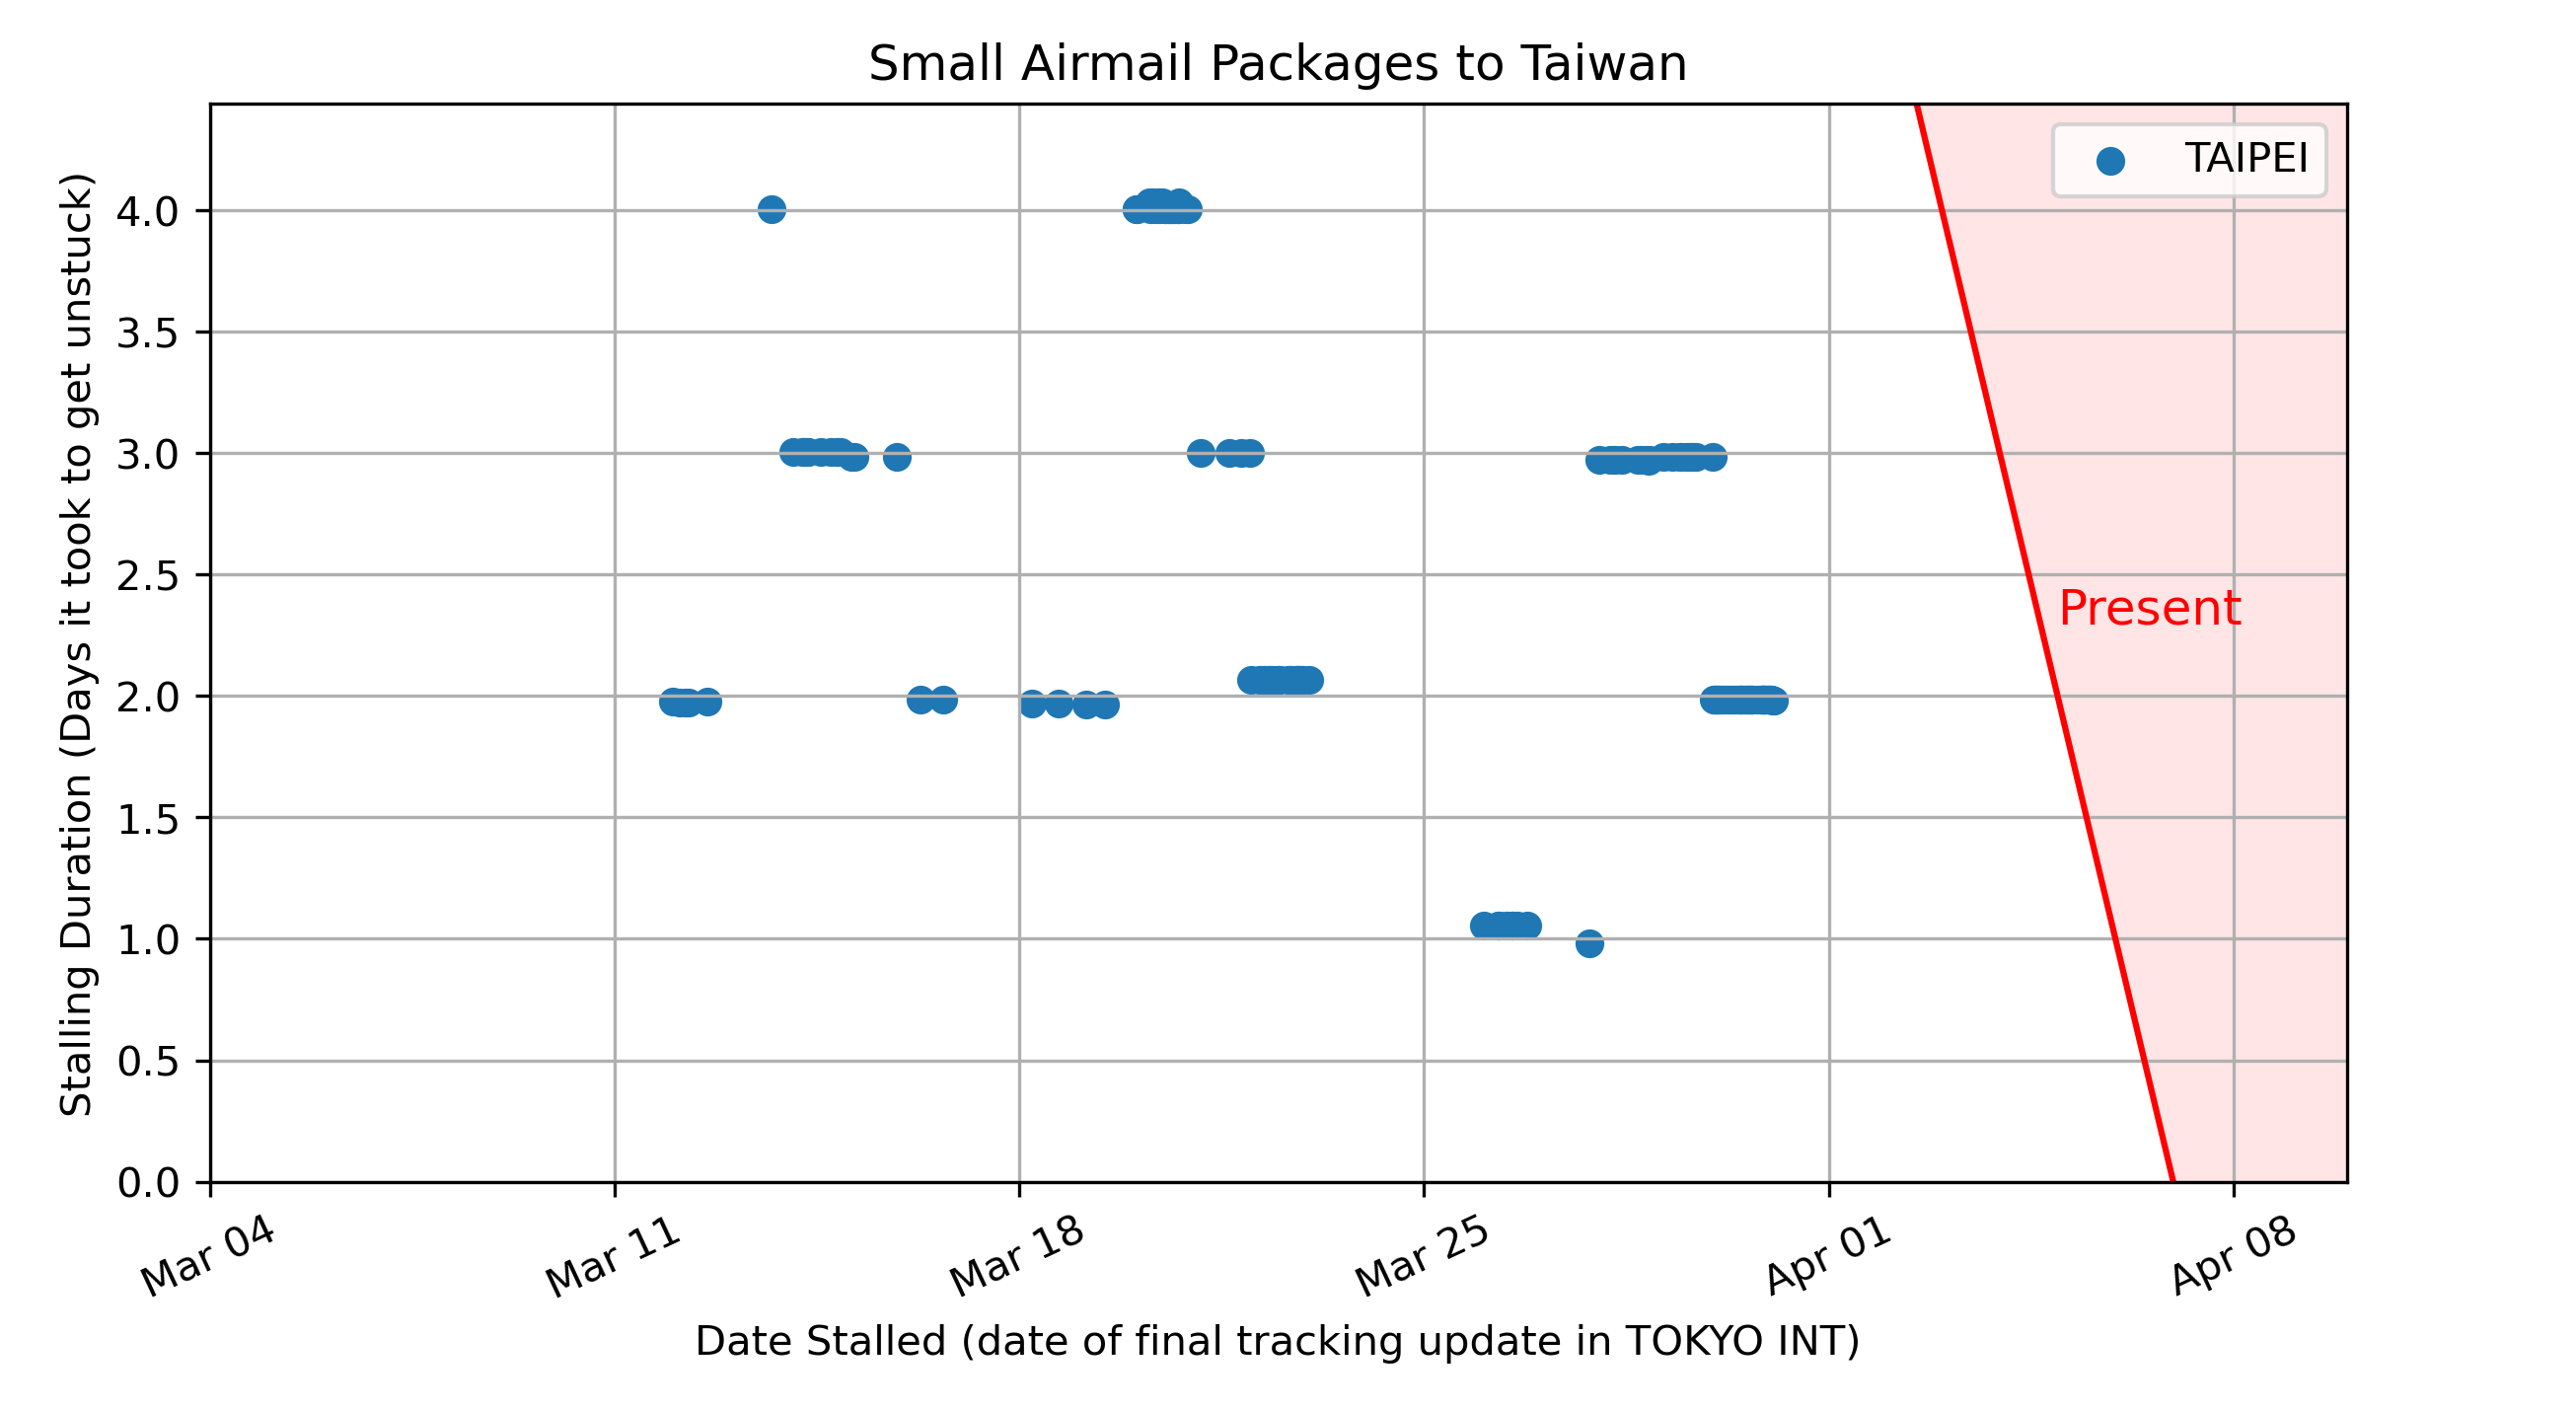 Small Airmail Packages to Taiwan
TAIPEI
Present
Stalling Duration (Days it took to get unstuck)
4.0
3.5
3.0
2.5
2.0
1.5
1.0
0.5
0.0
Mar 04
Mar 11
Mar 18
Mar 25
Apr 01
Apr 08
Date Stalled (date of final tracking update in TOKYO INT)